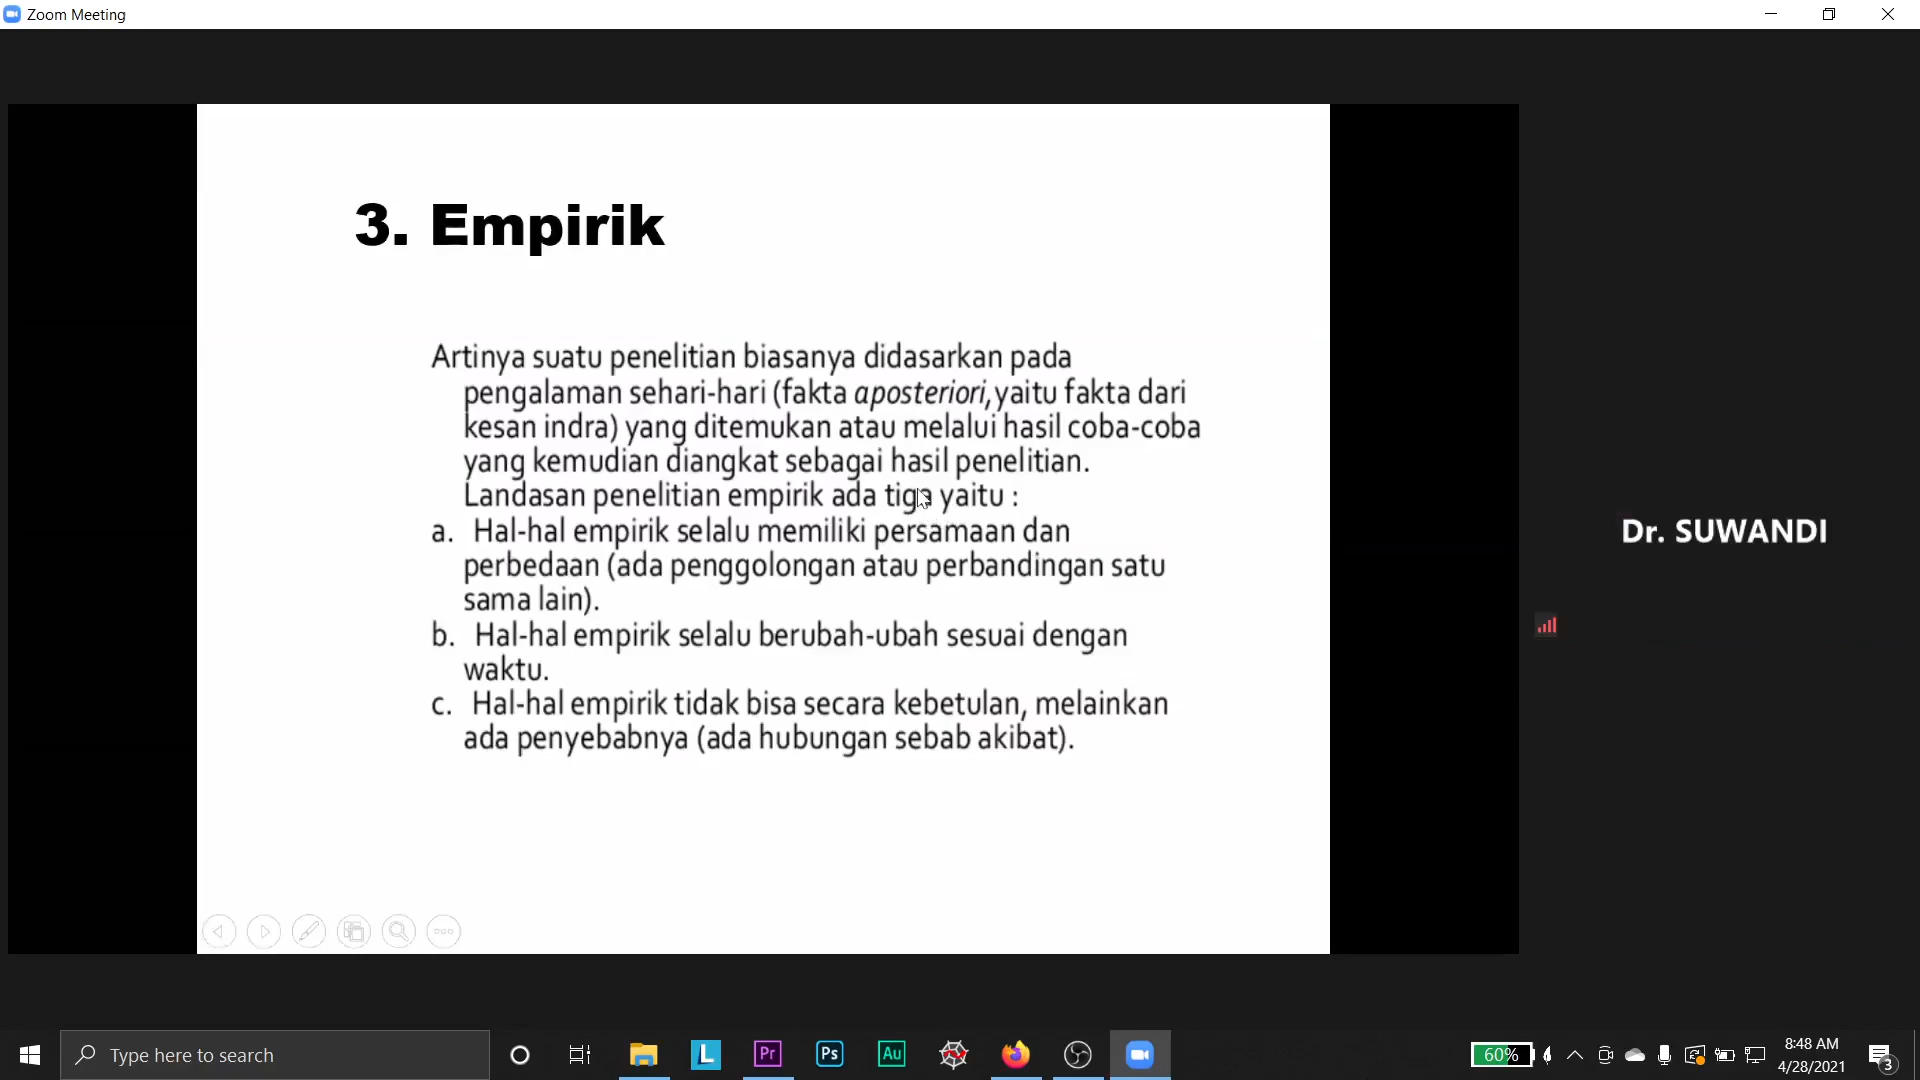 Zoom Meeting
3. Empirik
Artinya suatu penelitian biasanya didasarkan pada
pengalaman sehari-hari (fakta aposteriori, yaitu fakta dari
kesan indra) yang ditemukan atau melalui hasil coba-coba
yang kemudian diangkat sebagai hasil penelitian.
Landasan penelitian empirik ada tiga yaitu :
a. Hal-hal empirik selalu memiliki persamaan dan
perbedaan (ada penggolongan atau perbandingan satu
sama lain).
b. Hal-hal empirik selalu berubah-ubah sesuai dengan
waktu.
c. Hal-hal empirik tidak bisa secara kebetulan, melainkan
ada penyebabnya (ada hubungan sebab akibat).
Dr. SUWANDI
Type here to search
L
Pr
Ps
Au
60%
8:48 AM
4/28/2021
3